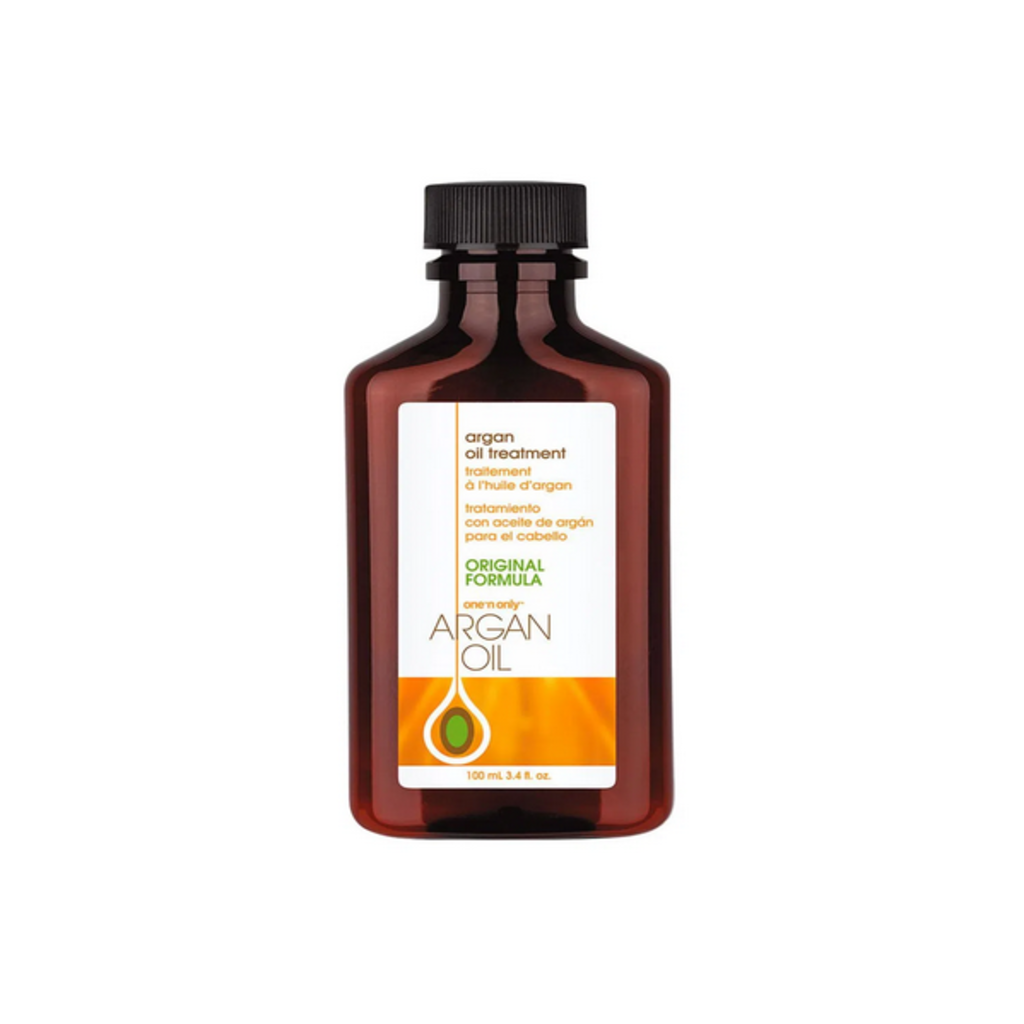 argan
oil treatment
traitement
à l'huile d'argan
tratamiento
con aceite de argán
para el cabello
ORIGINAL
FORMULA
one 'n only™
ARGAN
OIL
100 mL 3.4 fl. oz.